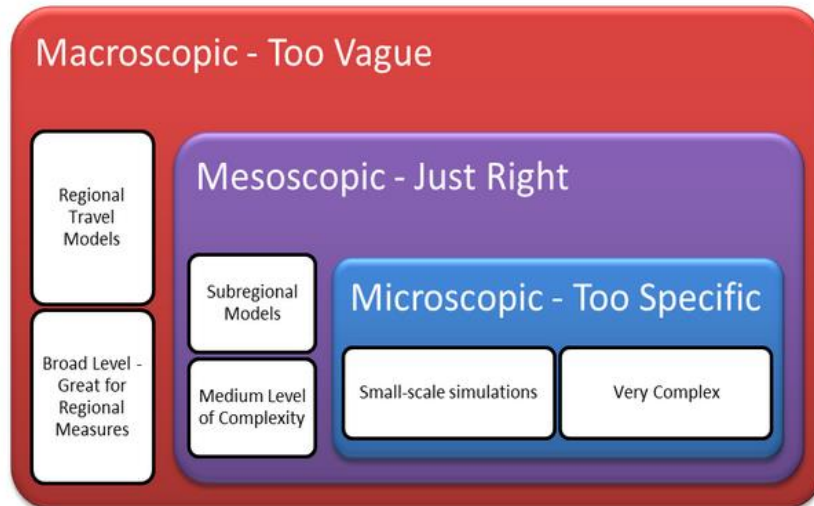 Macroscopic - Too Vague
Regional
Travel
Models
Broad Level -
Great for
Regional
Measures
Mesoscopic - Just Right
Subregional
Models
Medium Level
of Complexity
Microscopic - Too Specific
Small-scale simulations
Very Complex